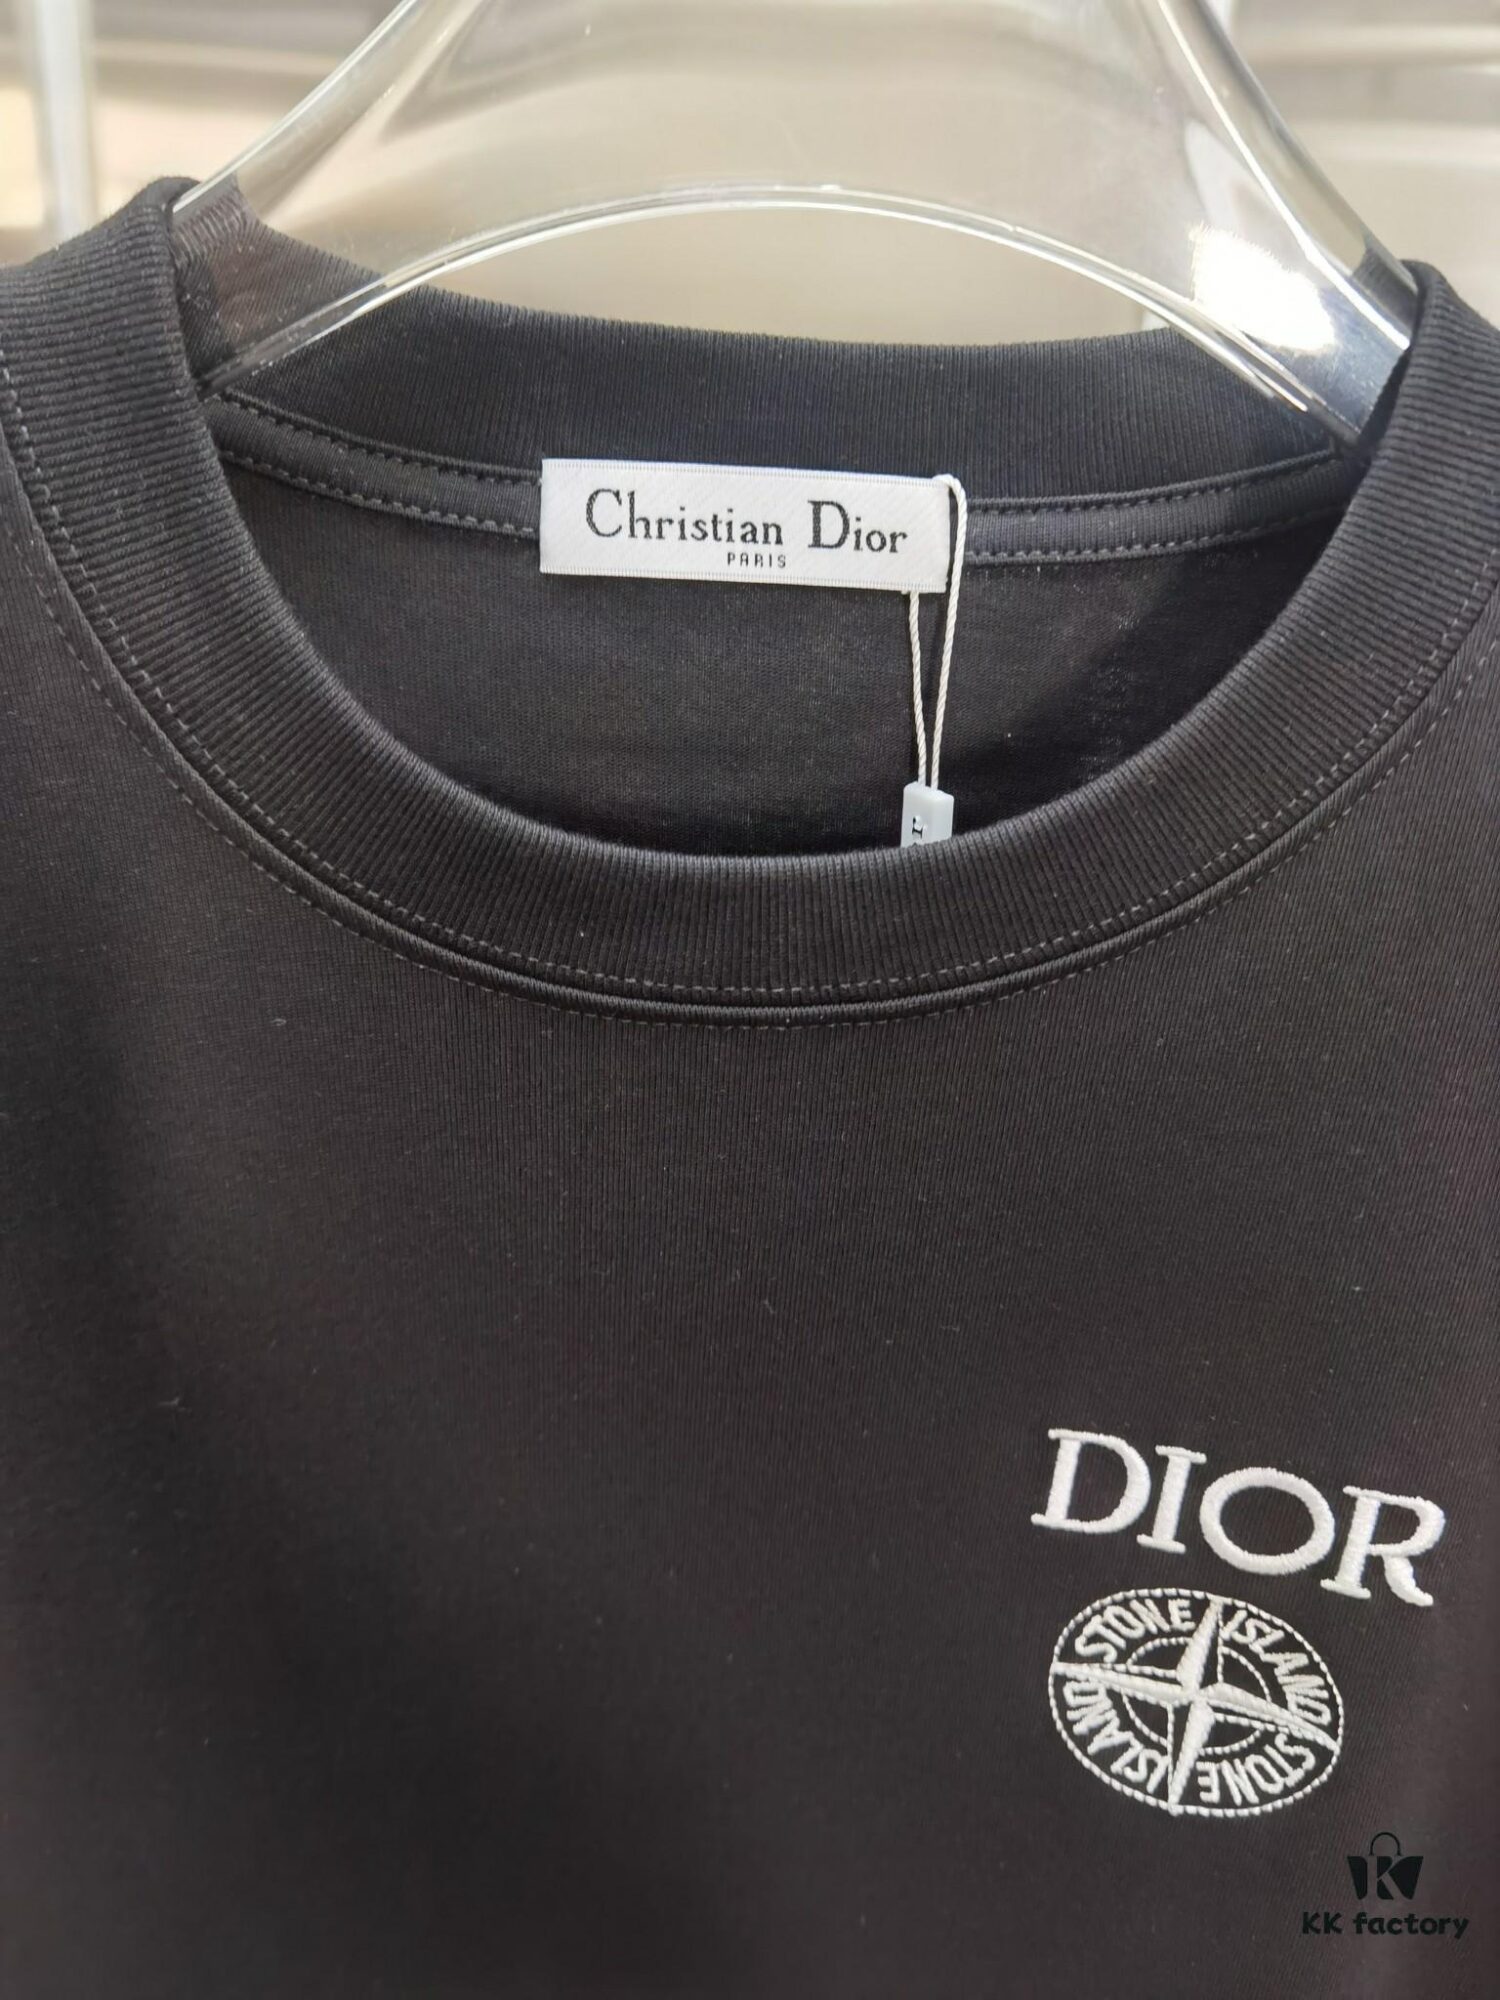 Christian Dior
PARIS
r
DIOR
STONE ISLAND
STONE ISLAND
KK factory